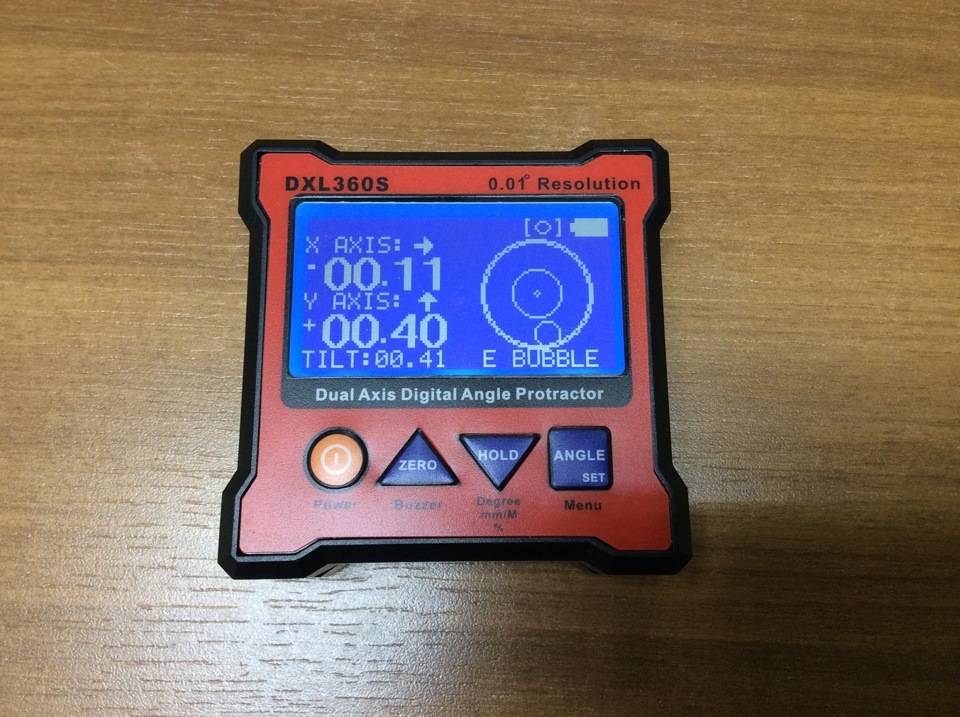 DXL360S 0.01° Resolution
X AXIS: →
-00.11
Y AXIS: ↑
+00.40
TILT:00.41 E BUBBLE
Dual Axis Digital Angle Protractor
ZERO HOLD ANGLE SET
Power Buzzer Degree Menu
mm/M
%